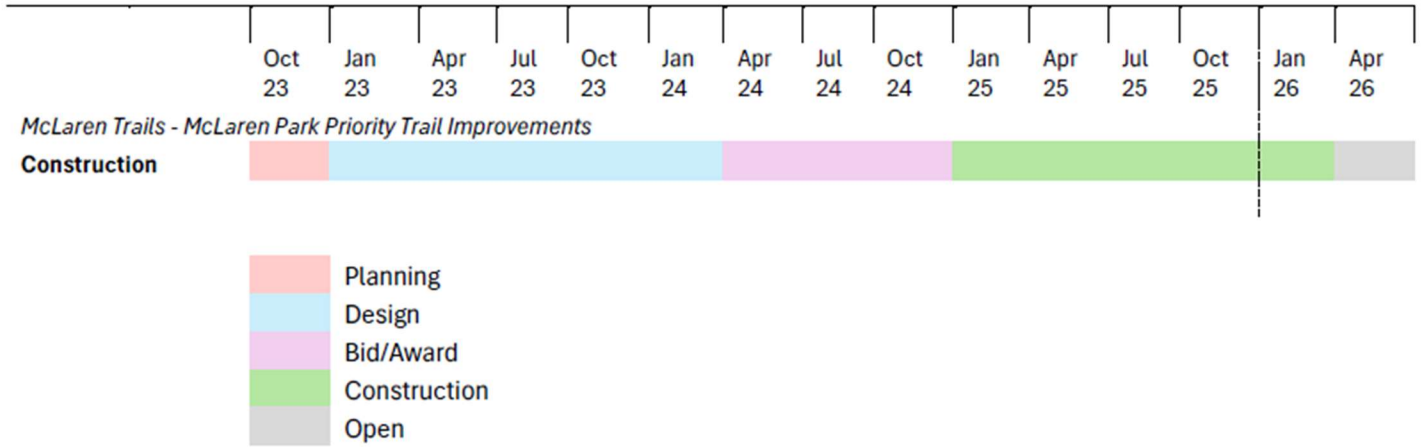 Oct Jan Apr Jul Oct Jan Apr Jul Oct Jan Apr Jul Oct Jan Apr
23 23 23 23 23 24 24 24 24 25 25 25 25 26 26
McLaren Trails - McLaren Park Priority Trail Improvements
Construction
Planning
Design
Bid/Award
Construction
Open